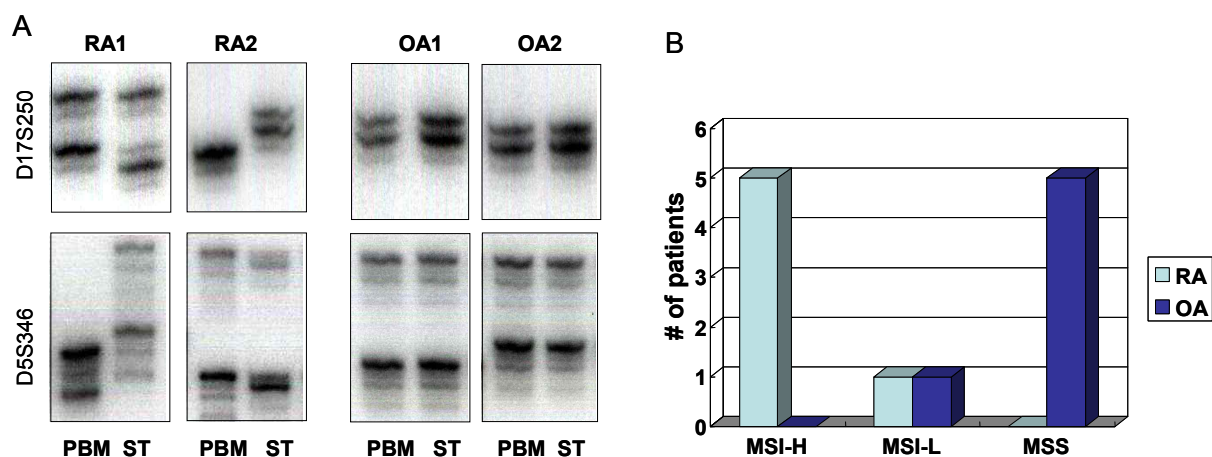 A
RA1 RA2 OA1 OA2
D17S250
D5S346
PBM ST PBM ST PBM ST PBM ST
B
# of patients
6
5
4
3
2
1
0
MSI-H MSI-L MSS
RA
OA